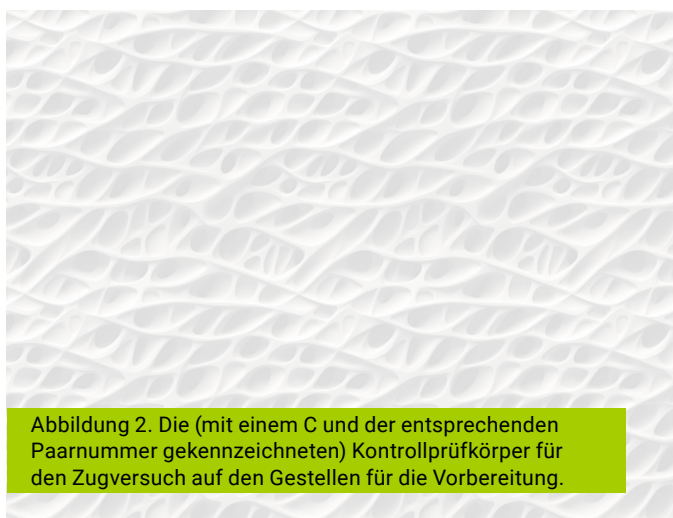 Abbildung 2. Die (mit einem C und der entsprechenden
Paarnummer gekennzeichneten) Kontrollprüfkörper für
den Zugversuch auf den Gestellen für die Vorbereitung.